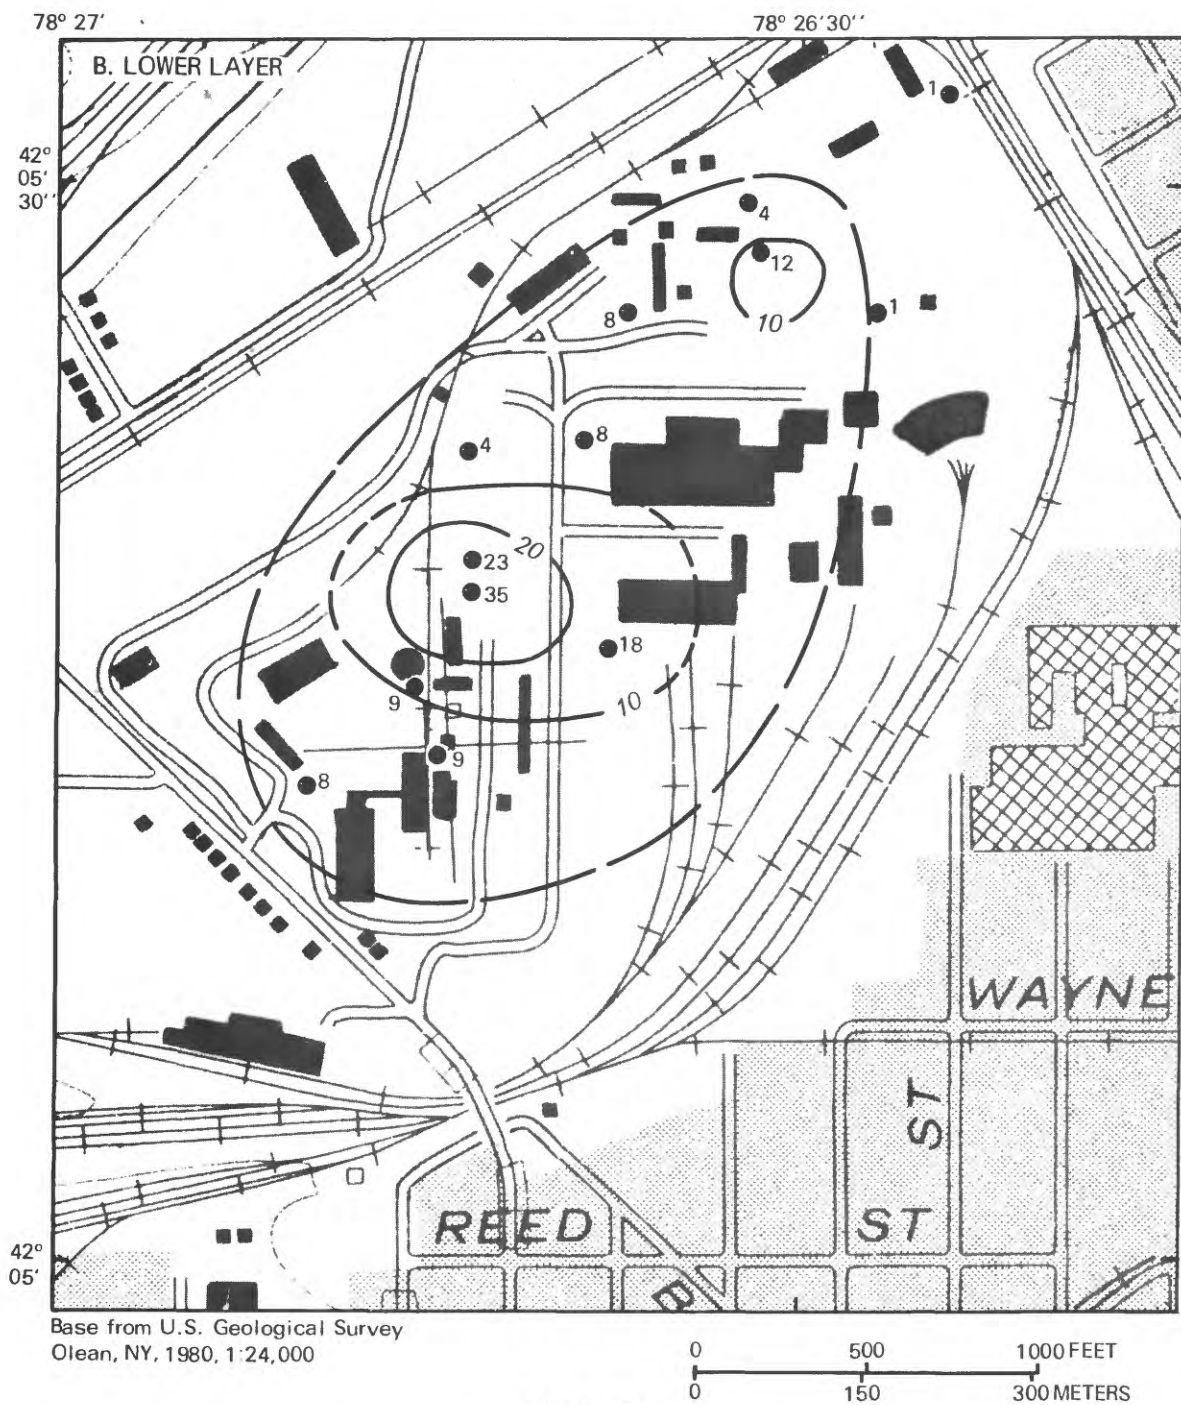 78° 27'
78° 26'30''
B. LOWER LAYER
42°
05'
30''
1
4
12
10
8
1
4
8
20
23
35
18
9
10
9
8
WAYNE
ST
REED ST
42°
05'
B
Base from U.S. Geological Survey
Olean, NY, 1980, 1:24,000
0 500 1000 FEET
0 150 300 METERS